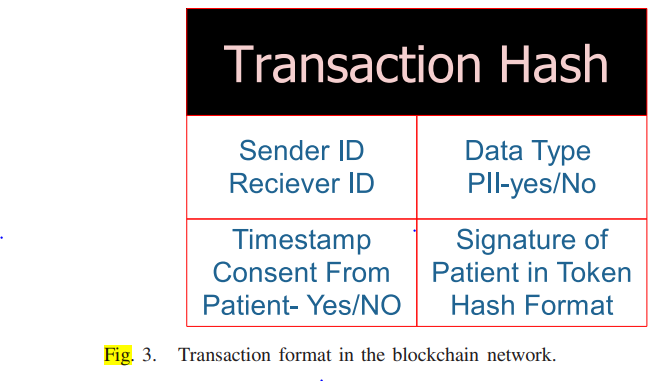 Transaction Hash
Sender ID
Reciever ID
Data Type
PII-yes/No
Timestamp
Consent From
Patient- Yes/NO
Signature of
Patient in Token
Hash Format
Fig. 3. Transaction format in the blockchain network.